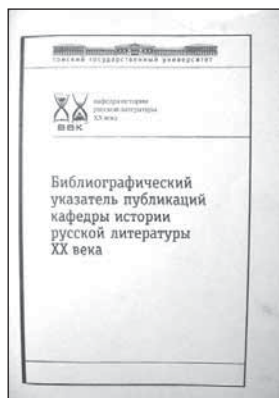 томский государственный университет
кафедра истории
русской литературы
XX века
ВВК
Библиографический
указатель публикаций
кафедры истории
русской литературы
XX века